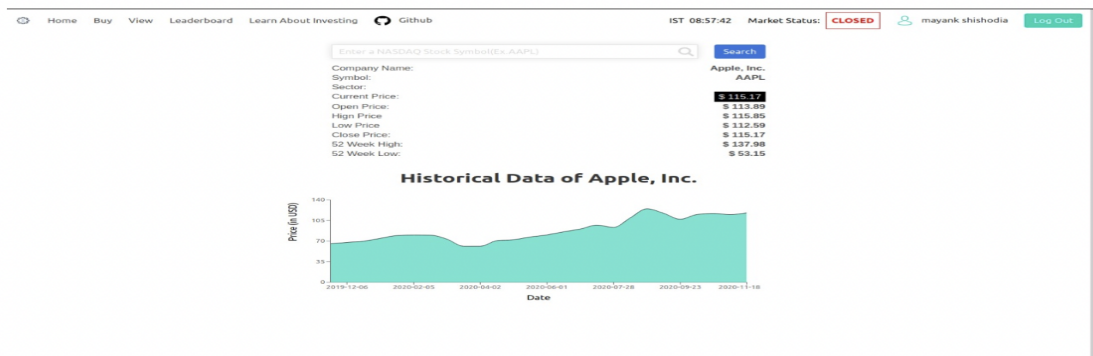 Home Buy View Leaderboard Learn About Investing Github IST 08:57:42 Market Status: CLOSED mayank shishodia Log Out
Enter a NASDAQ Stock Symbol(Ex. AAPL) Search
Company Name: Apple, Inc.
Symbol: AAPL
Sector:
Current Price: $ 115.17
Open Price: $ 113.89
Hign Price $ 115.85
Low Price $ 112.59
Close Price: $ 115.17
52 Week High: $ 137.98
52 Week Low: $ 53.15
Historical Data of Apple, Inc.
Price (in USD)
140
105
70
35
0
2019-12-06 2020-02-05 2020-04-02 2020-06-01 2020-07-28 2020-09-23 2020-11-18
Date